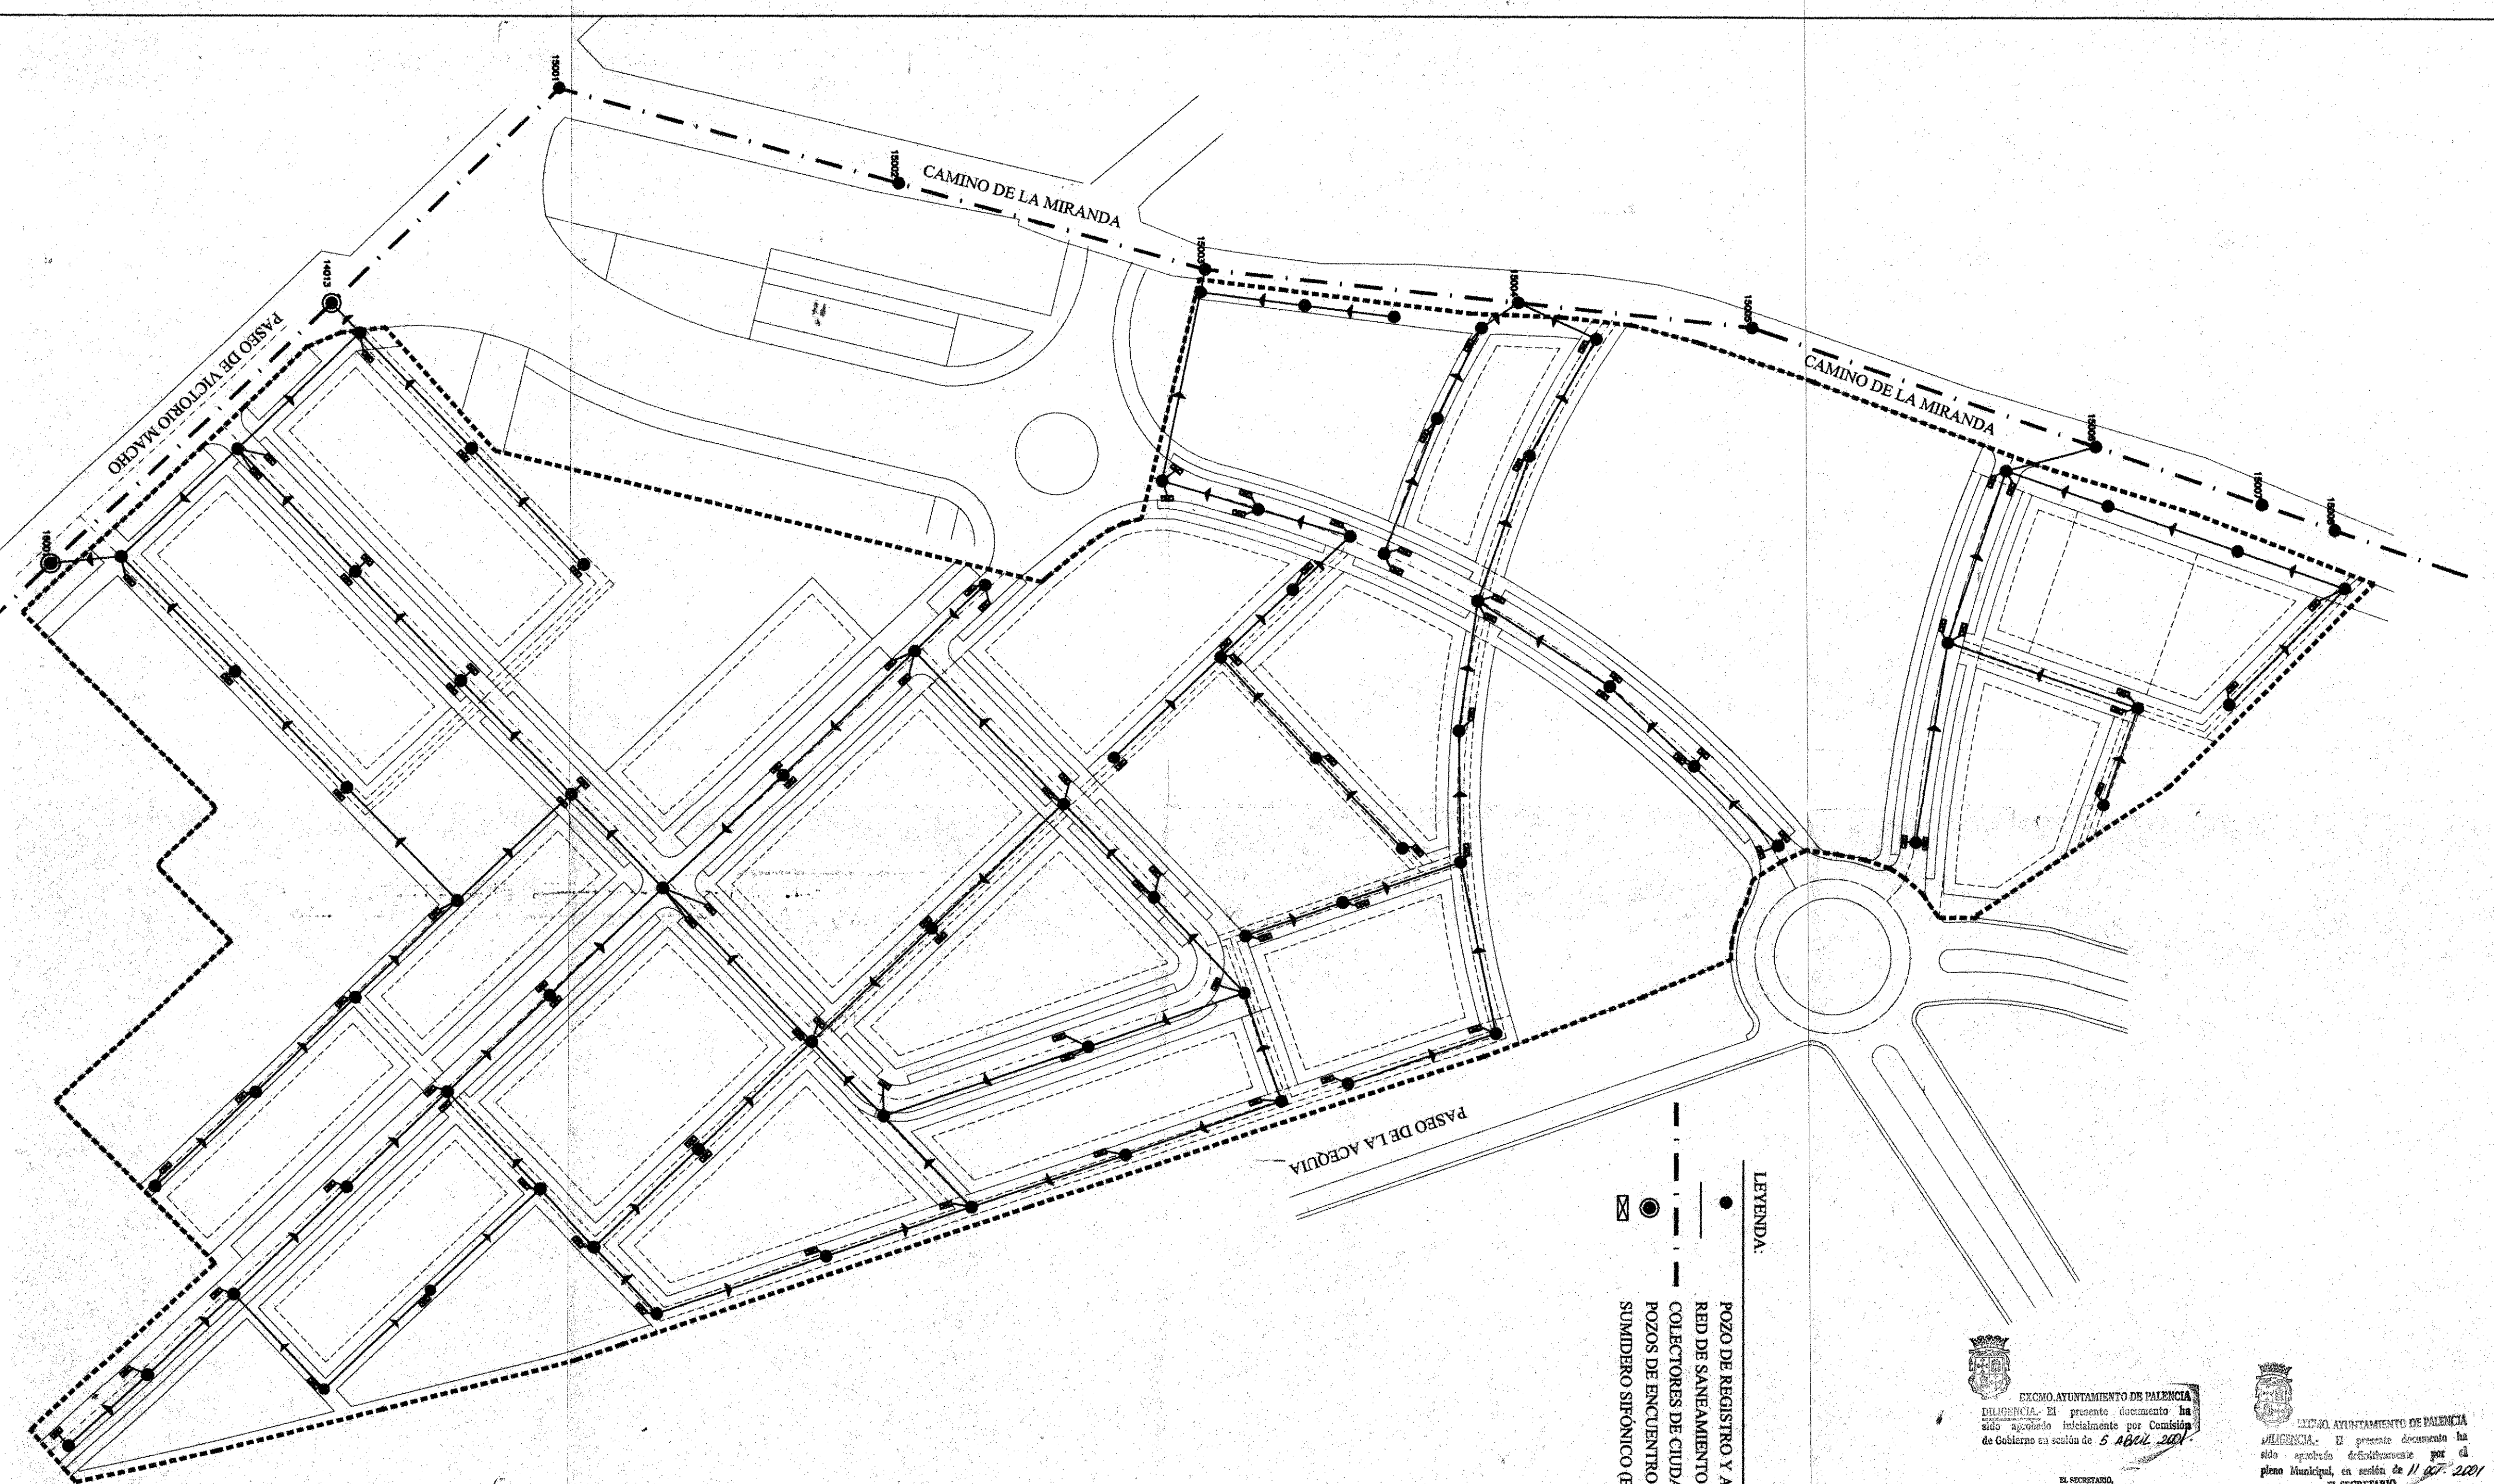 15001
15002
CAMINO DE LA MIRANDA
15003
15004
15005
CAMINO DE LA MIRANDA
15006
15007
15008
14013
PASEO DE VICTORIO MACHO
16001
PASEO DE LA ACEQUIA
LEYENDA:
POZO DE REGISTRO Y A
RED DE SANEAMIENTO
COLECTORES DE CIUDA
POZOS DE ENCUENTRO
SUMIDERO SIFÓNICO (
EXCMO. AYUNTAMIENTO DE PALENCIA
DILIGENCIA.- El presente documento ha
sido aprobado inicialmente por Comisión
de Gobierno en sesión de 5 ABRIL 2001.
EL SECRETARIO,
EXCMO. AYUNTAMIENTO DE PALENCIA
DILIGENCIA.- El presente documento ha
sido aprobado definitivamente por el
pleno Municipal, en sesión de 11 OCT. 2001
EL SECRETARIO